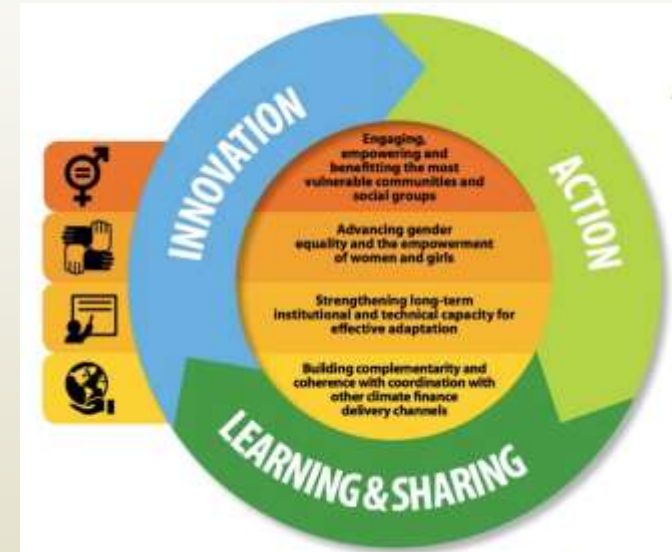 INNOVATION
ACTION
Engaging,
empowering and
benefitting the most
vulnerable communities and
social groups
Advancing gender
equality and the empowerment
of women and girls
Strengthening long-term
institutional and technical capacity for
effective adaptation
Building complementarity and
coherence with coordination with
other climate finance
delivery channels
LEARNING & SHARING